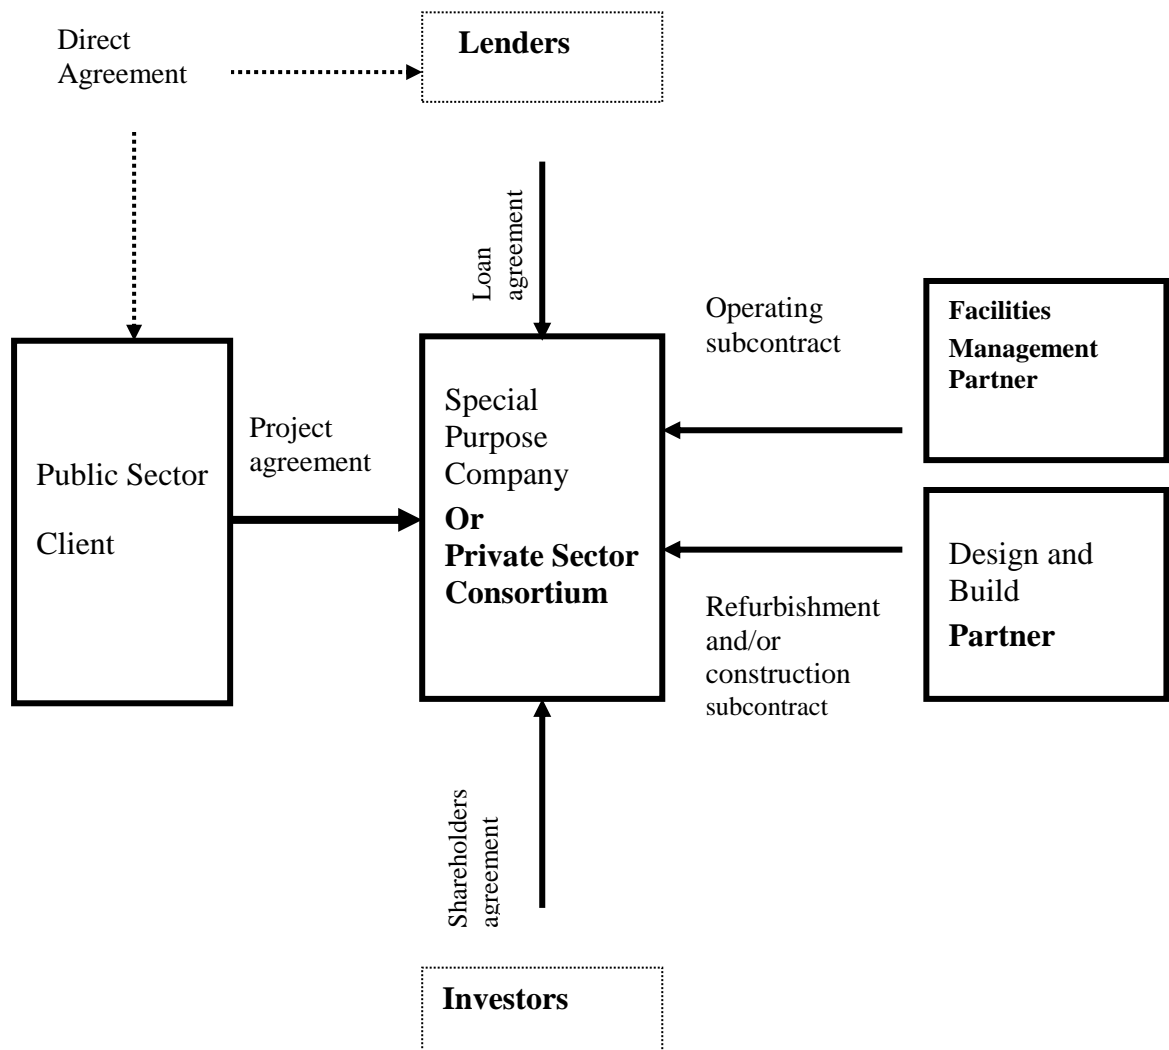 Direct
Agreement
Lenders
Loan
agreement
Operating
subcontract
Facilities
Management
Partner
Public Sector
Client
Project
agreement
Special
Purpose
Company
Or
Private Sector
Consortium
Refurbishment
and/or
construction
subcontract
Design and
Build
Partner
Shareholders
agreement
Investors